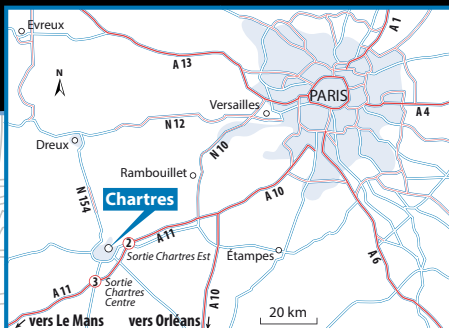 Evreux
A 1
A 13
PARIS
Versailles
A 4
N 12
Dreux
N 10
Rambouillet
N 154
Chartres
A 10
A 11
2
Sortie Chartres Est
Étampes
A 6
3
Sortie
Chartres
Centre
A 11
A 10
20 km
vers Le Mans
vers Orléans
N